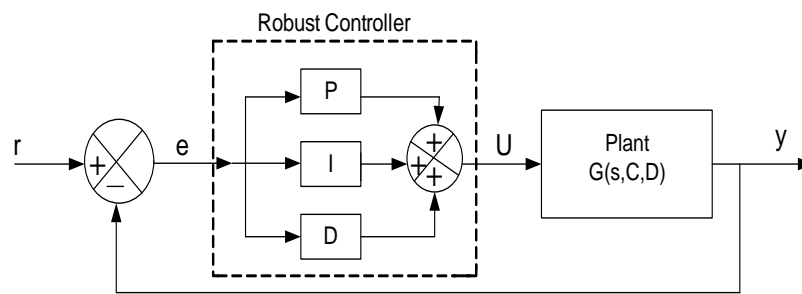 Robust Controller
P
r
+
−
e
I
+
+
+
U
Plant
G(s,C,D)
y
D